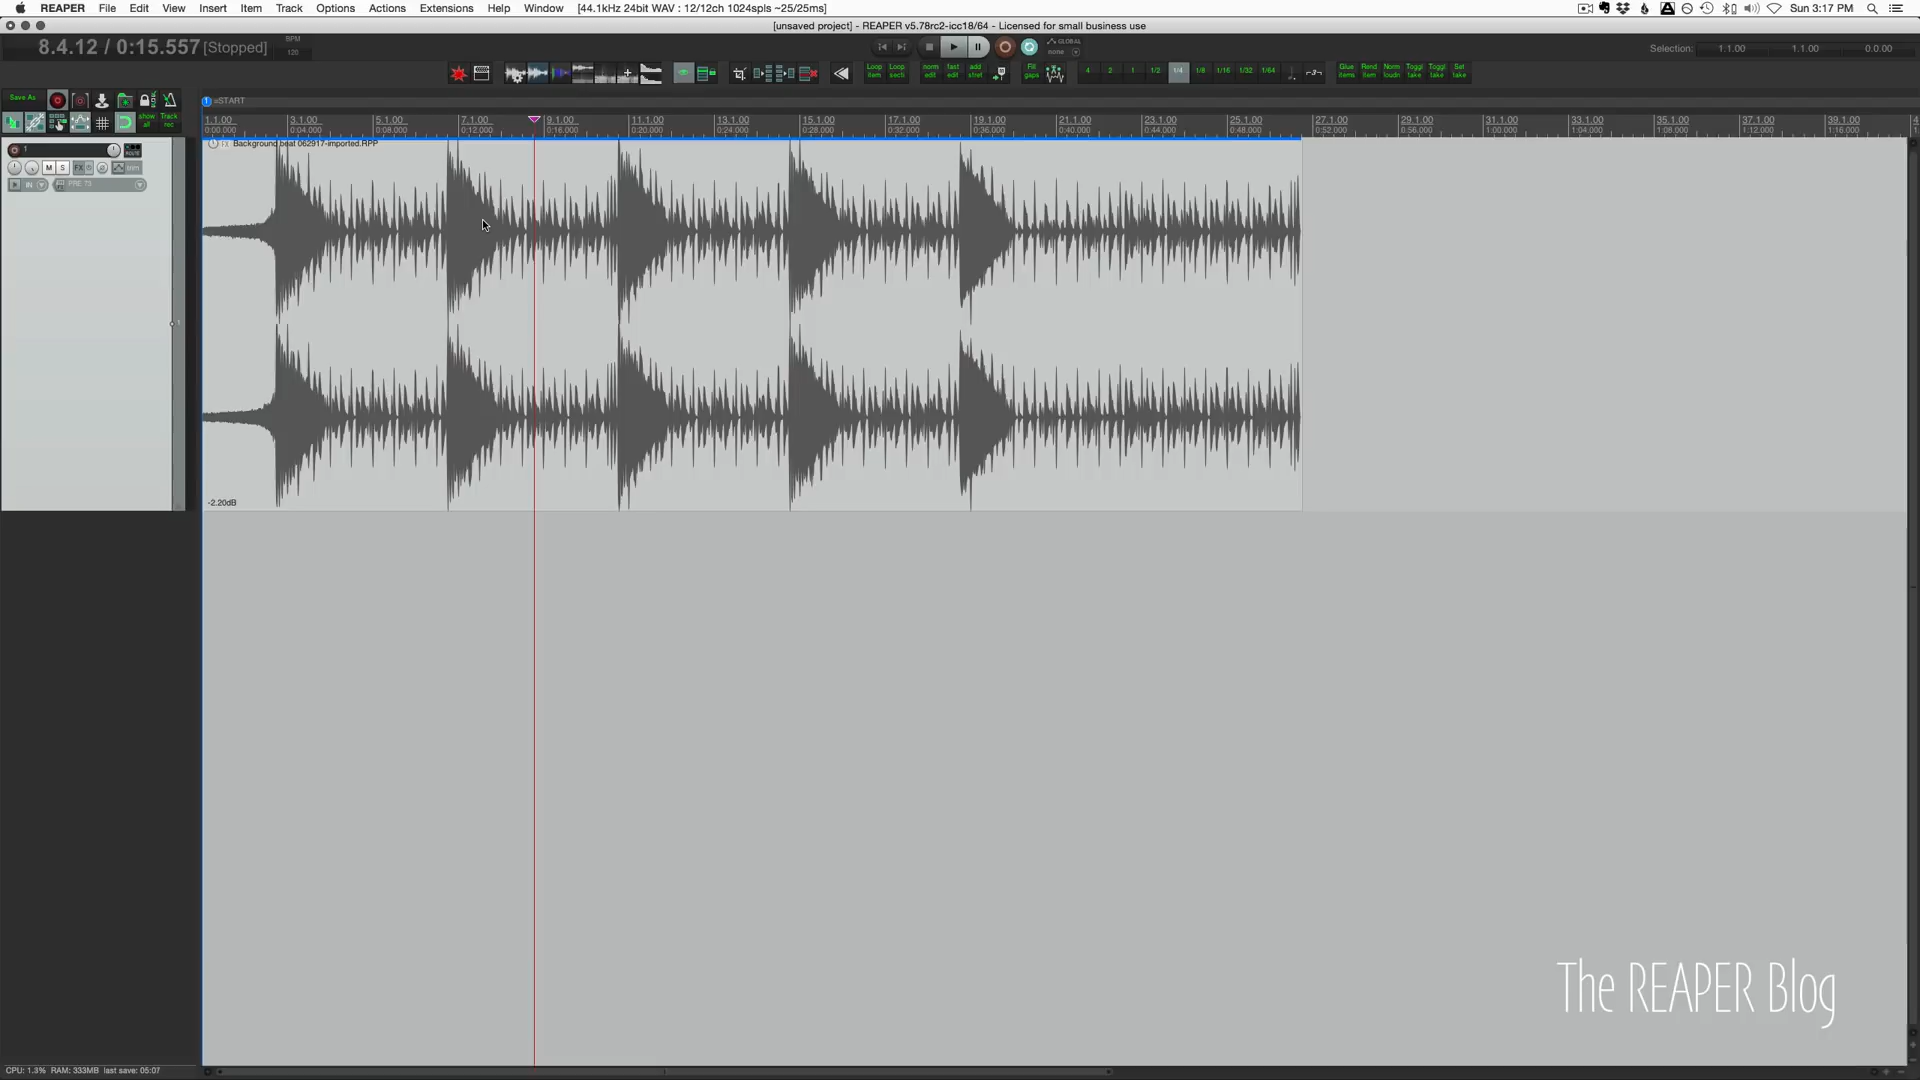 REAPER File Edit View Insert Item Track Options Actions Extensions Help Window [44.1kHz 24bit WAV : 12/12ch 1024spls ~25/25ms] Sun 3:17 PM
[unsaved project] - REAPER v5.78rc2-icc18/64 - Licensed for small business use
8.4.12 / 0:15.557 [Stopped] BPM 120
GLOBAL none
Selection: 1.1.00 1.1.00 0.0.00
Loop item Loop secti norm edit fast edit add stret Fill gaps 4 2 1 1/2 1/4 1/8 1/16 1/32 1/64 -3- Glue items Rend item Norm loudn Toggl take Toggl take Set take
Save As
show all Track rec
1 =START
1.1.00 3.1.00 5.1.00 7.1.00 9.1.00 11.1.00 13.1.00 15.1.00 17.1.00 19.1.00 21.1.00 23.1.00 25.1.00 27.1.00 29.1.00 31.1.00 33.1.00 35.1.00 37.1.00 39.1.00 4
0:00.000 0:04.000 0:08.000 0:12.000 0:16.000 0:20.000 0:24.000 0:28.000 0:32.000 0:36.000 0:40.000 0:44.000 0:48.000 0:52.000 0:56.000 1:00.000 1:04.000 1:08.000 1:12.000 1:16.000
Background beat 062917-imported.RPP
1
ROUTE
M S FX TRIM
IN PRE T3
1
-2.20dB
The REAPER Blog
CPU: 1.3% RAM: 333MB last save: 05:07